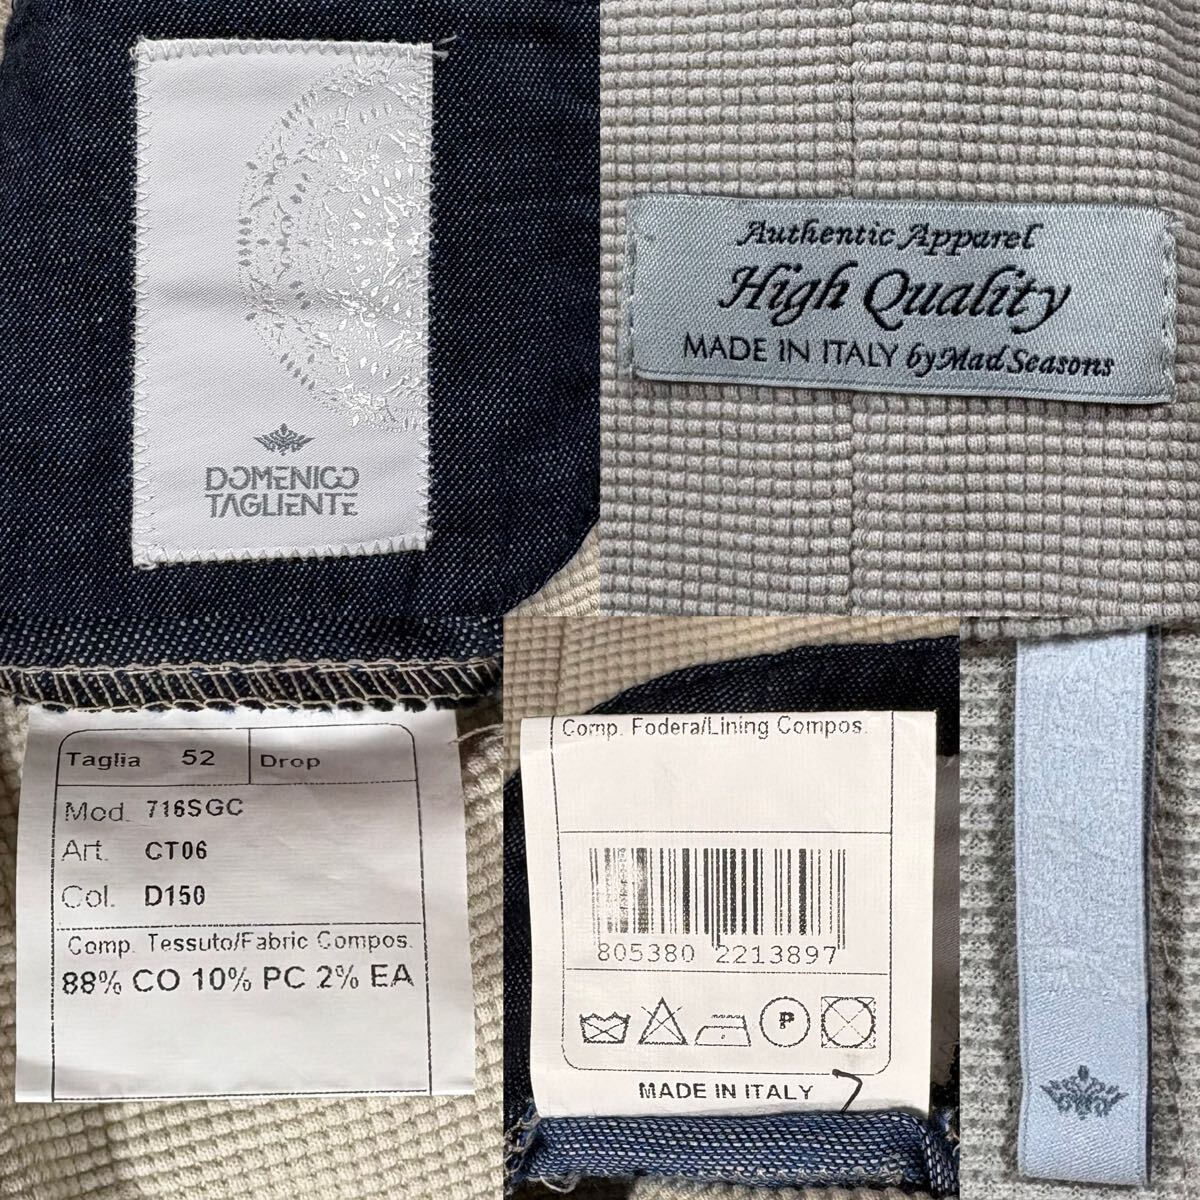 DOMENICO
TAGLIENTE
Authentic Apparel
High Quality
MADE IN ITALY by Mad Seasons
Taglia 52 Drop
Mod. 716SGC
Art. CT06
Col. D150
Comp. Tessuto/Fabric Compos.
88% CO 10% PC 2% EA
Comp. Fodera/Lining Compos.
805380 2213897
P
MADE IN ITALY
7